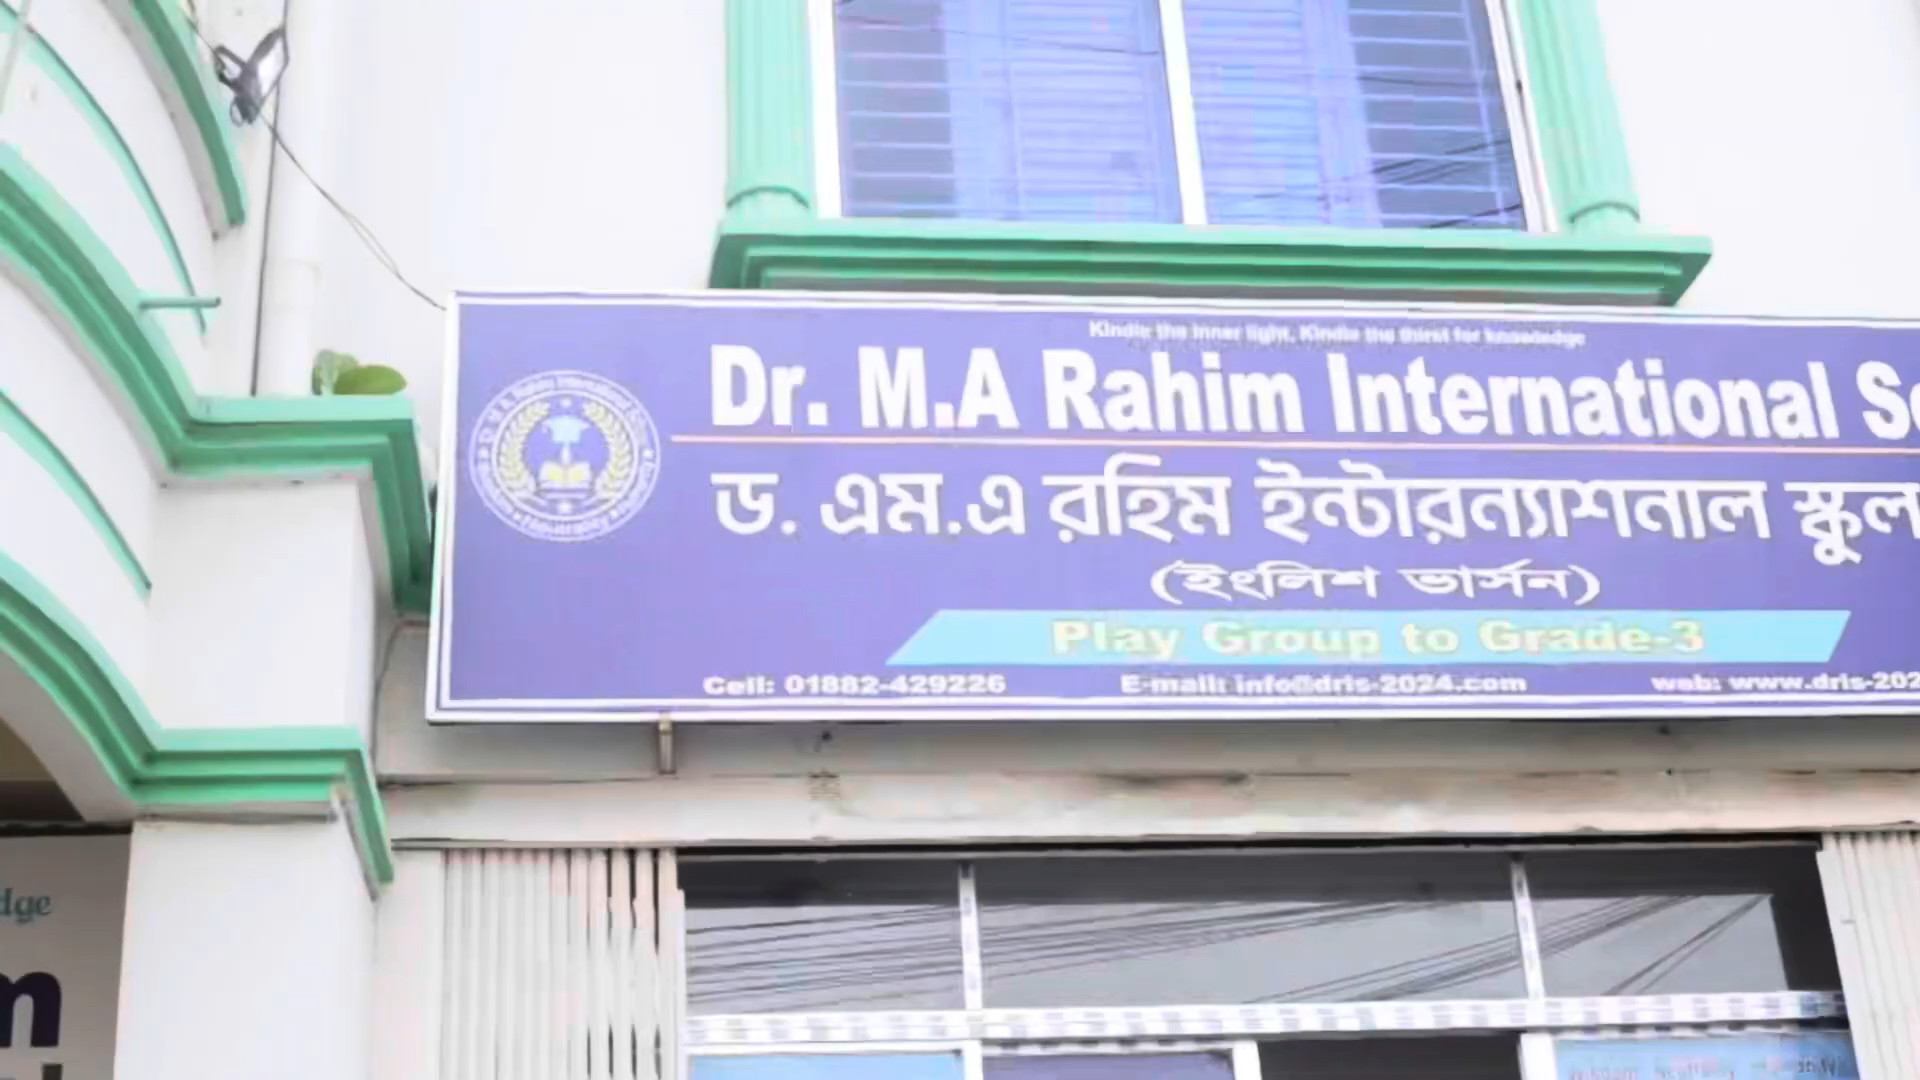 Kindle the inner light, Kindle the thirst for knowledge
Dr. M.A Rahim International Sc
ড. এম.এ রহিম ইন্টারন্যাশনাল স্কুল
(ইংলিশ ভার্সন)
Play Group to Grade-3
Cell: 01882-429226 E-mail: info@dris-2024.com web: www.dris-202
dge
m